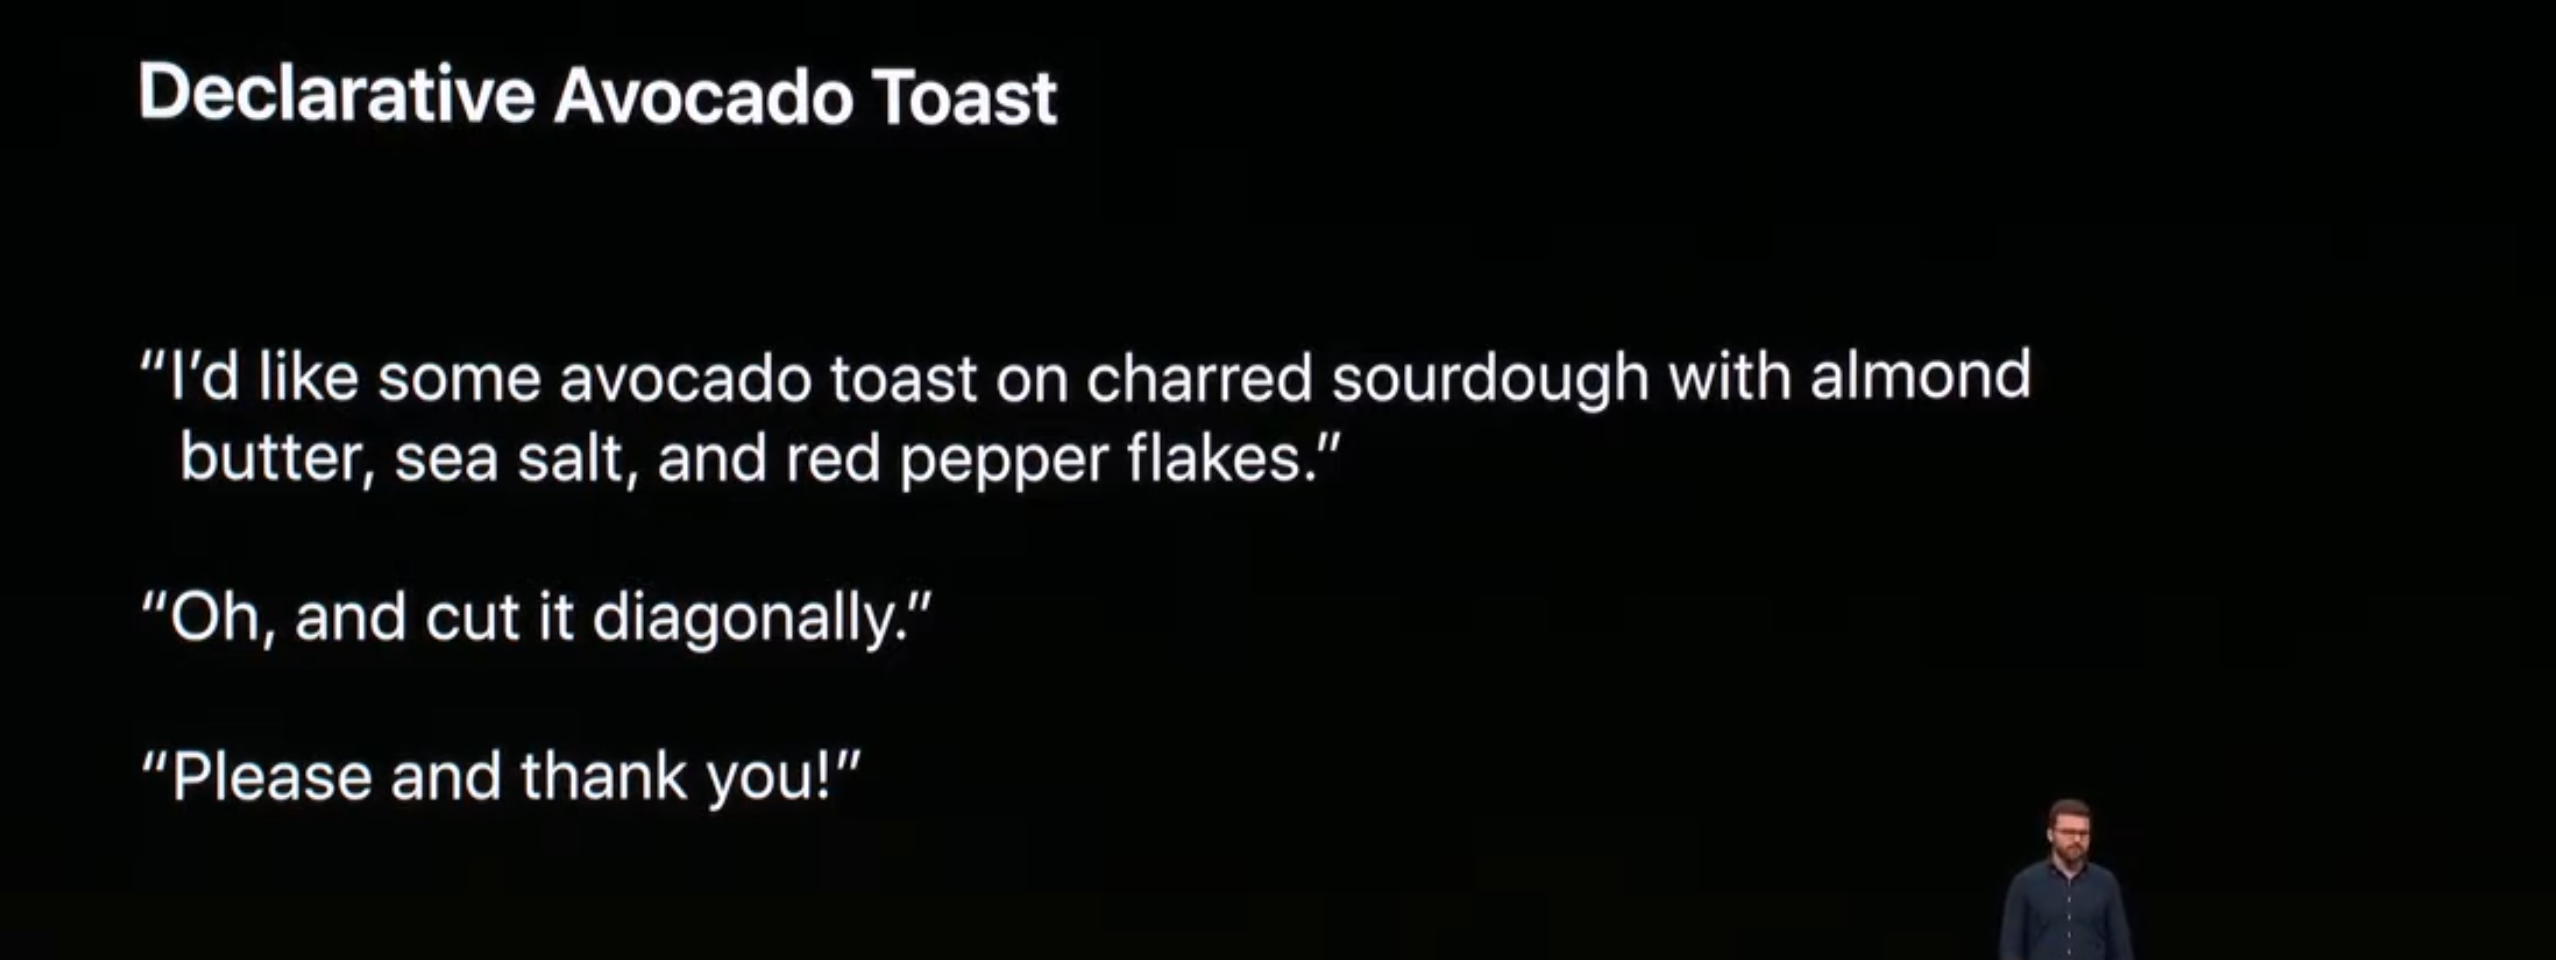 Declarative Avocado Toast
“I’d like some avocado toast on charred sourdough with almond
butter, sea salt, and red pepper flakes.”
“Oh, and cut it diagonally.”
“Please and thank you!”